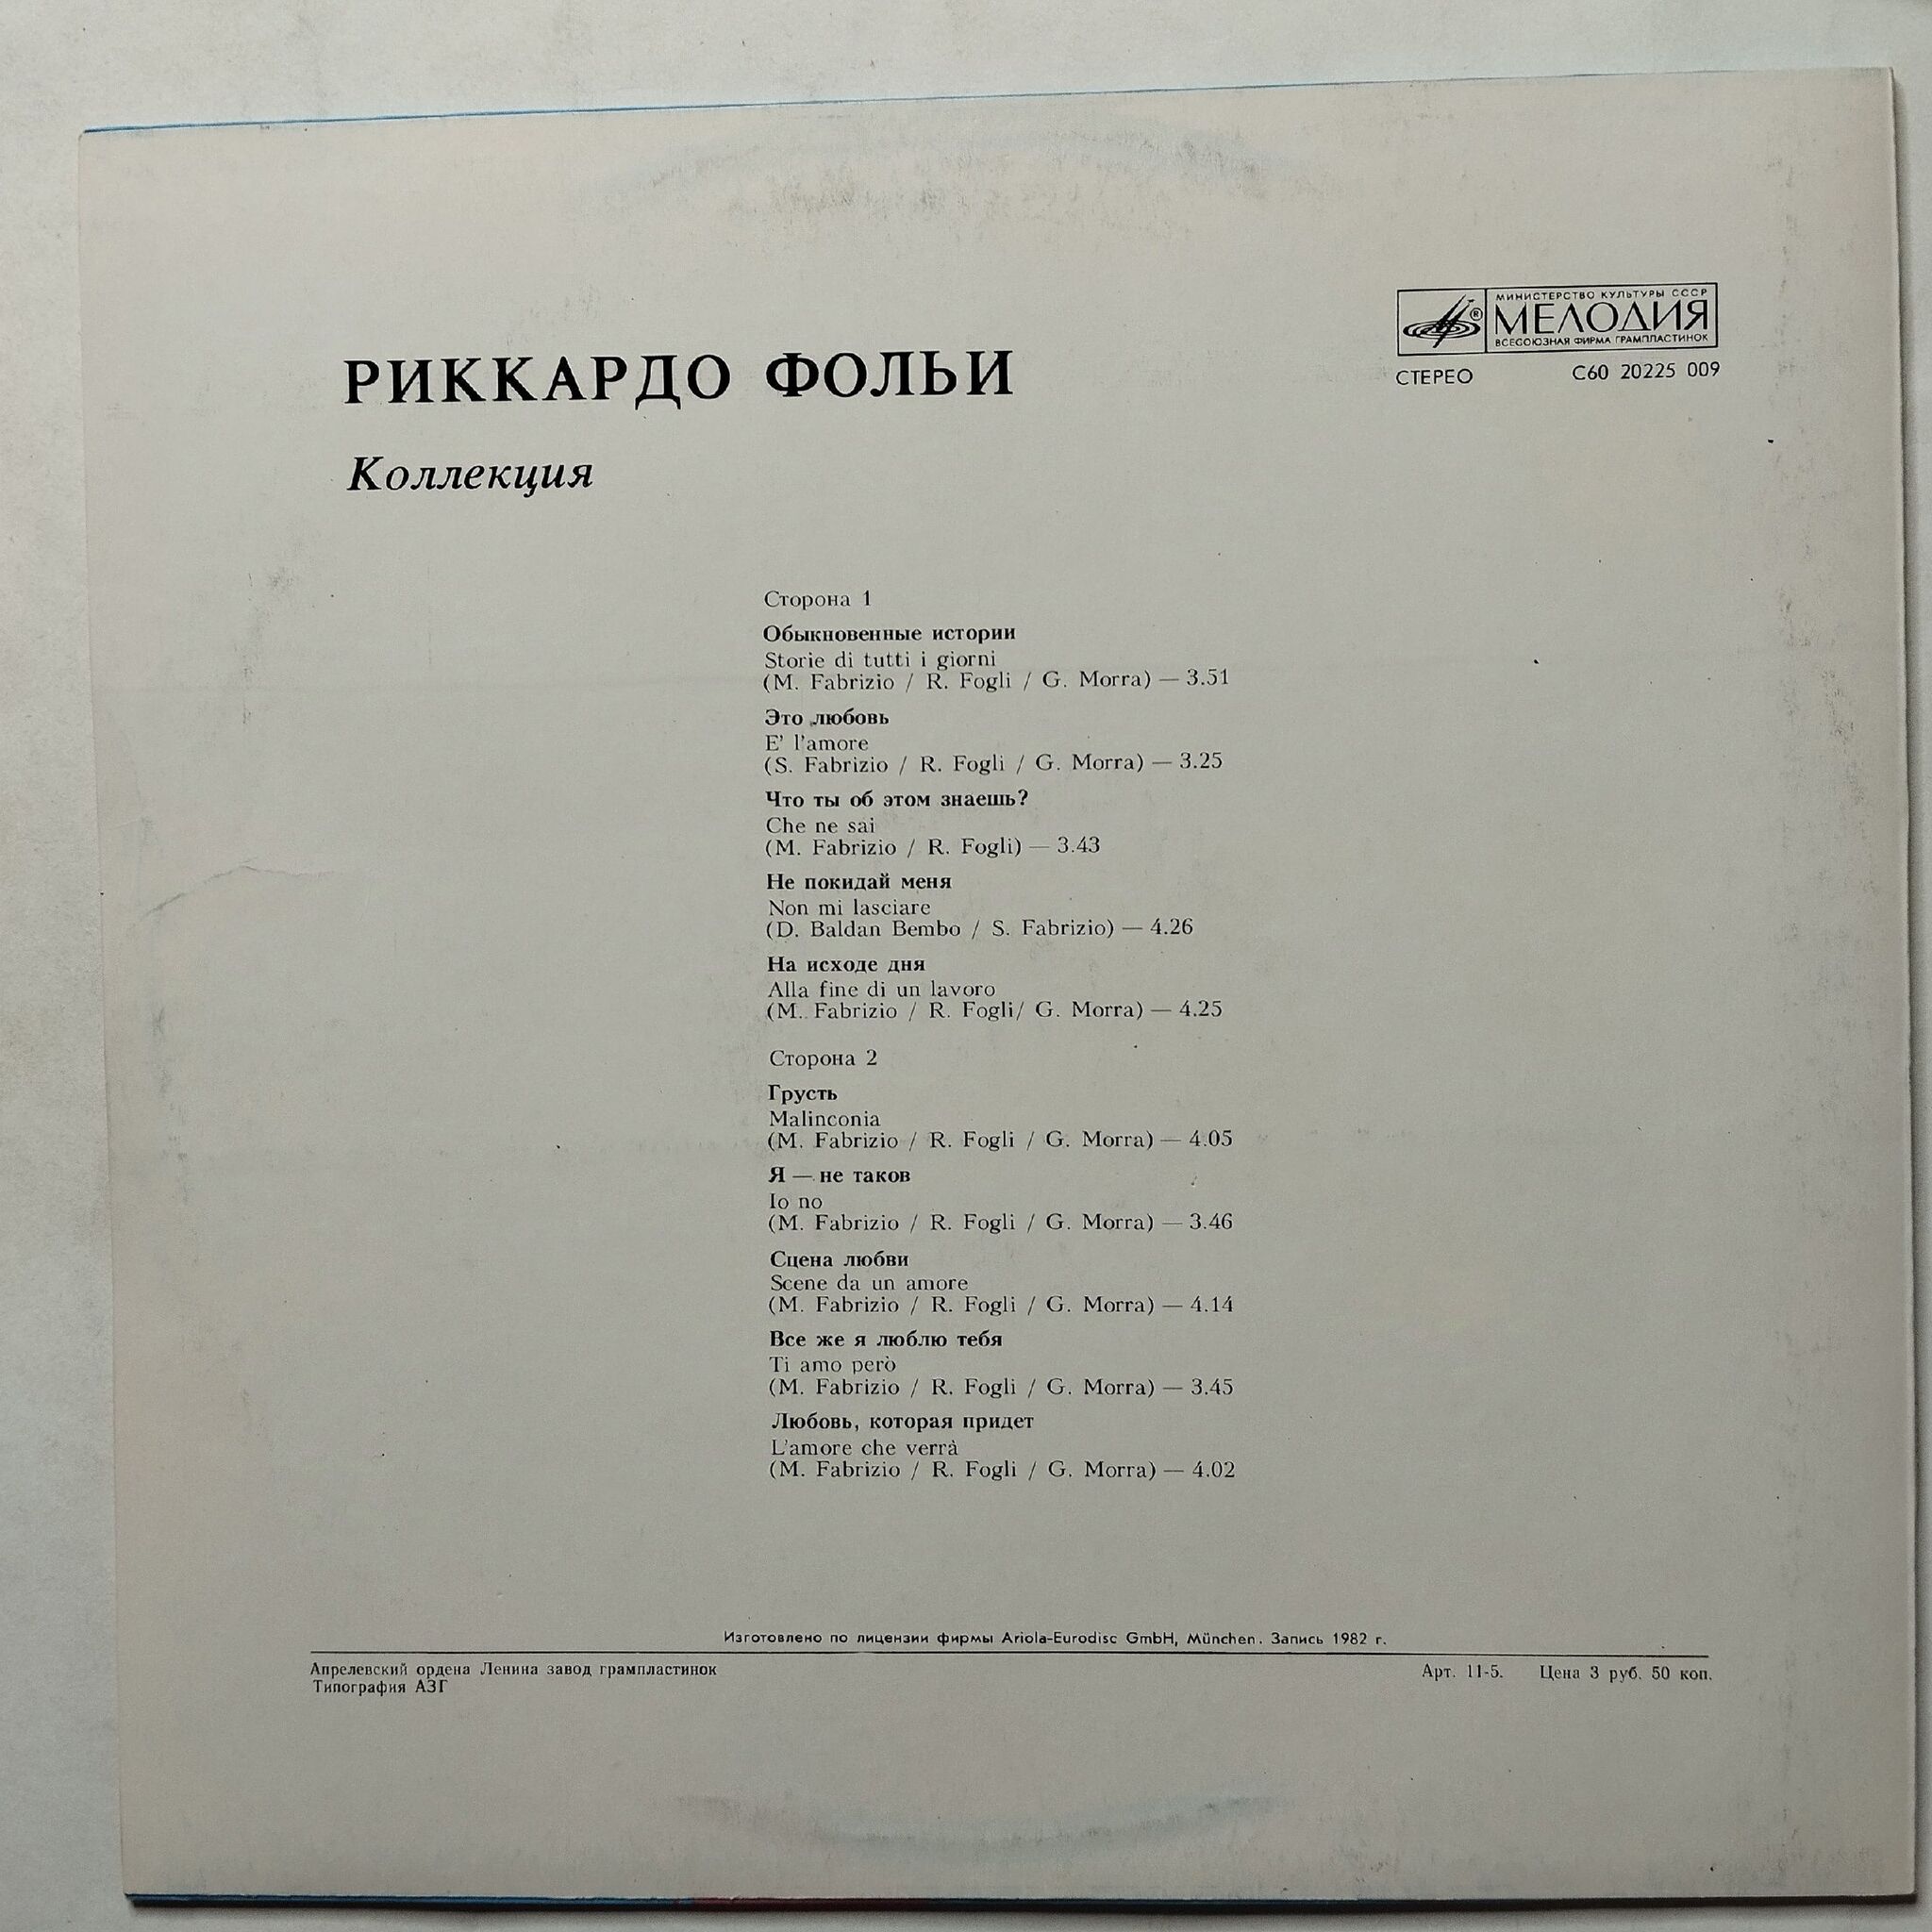 МИНИСТЕРСТВО КУЛЬТУРЫ СССР
®
МЕЛОДИЯ
ВСЕСОЮЗНАЯ ФИРМА ГРАМПЛАСТИНОК
СТЕРЕО С60 20225 009
РИККАРДО ФОЛЬИ
Коллекция
Сторона 1
Обыкновенные истории
Storie di tutti i giorni
(M. Fabrizio / R. Fogli / G. Morra) — 3.51
Это любовь
E' l'amore
(S. Fabrizio / R. Fogli / G. Morra) — 3.25
Что ты об этом знаешь?
Che ne sai
(M. Fabrizio / R. Fogli) — 3.43
Не покидай меня
Non mi lasciare
(D. Baldan Bembo / S. Fabrizio) — 4.26
На исходе дня
Alla fine di un lavoro
(M. Fabrizio / R. Fogli/ G. Morra) — 4.25
Сторона 2
Грусть
Malinconia
(M. Fabrizio / R. Fogli / G. Morra) — 4.05
Я — не таков
Io no
(M. Fabrizio / R. Fogli / G. Morra) — 3.46
Сцена любви
Scene da un amore
(M. Fabrizio / R. Fogli / G. Morra) — 4.14
Все же я люблю тебя
Ti amo però
(M. Fabrizio / R. Fogli / G. Morra) — 3.45
Любовь, которая придет
L'amore che verrà
(M. Fabrizio / R. Fogli / G. Morra) — 4.02
Изготовлено по лицензии фирмы Ariola-Eurodisc GmbH, München. Запись 1982 г.
Апрелевский ордена Ленина завод грампластинок
Типография АЗГ
Арт. 11-5. Цена 3 руб. 50 коп.